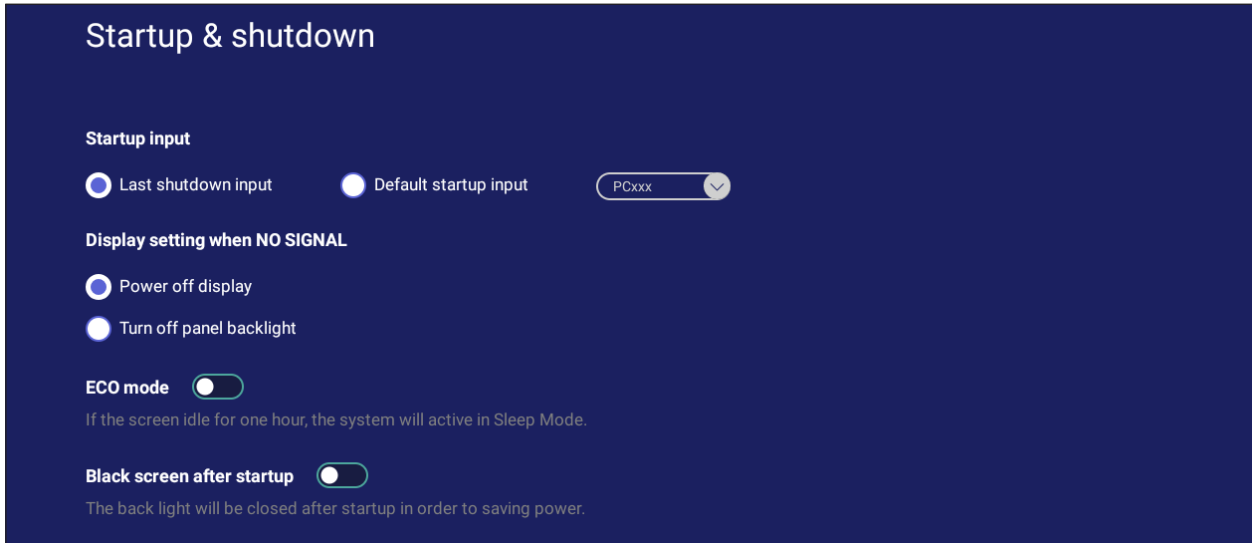 Startup & shutdown
Startup input
Last shutdown input Default startup input PCxxx
Display setting when NO SIGNAL
Power off display
Turn off panel backlight
ECO mode
If the screen idle for one hour, the system will active in Sleep Mode.
Black screen after startup
The back light will be closed after startup in order to saving power.